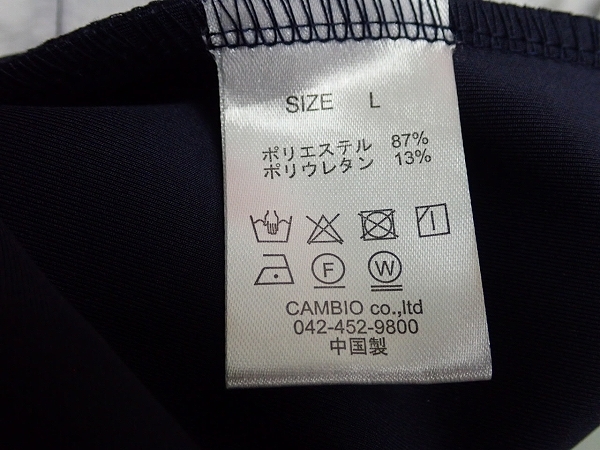 SIZE L
ポリエステル 87%
ポリウレタン 13%
F W
CAMBIO co.,ltd
042-452-9800
中国製